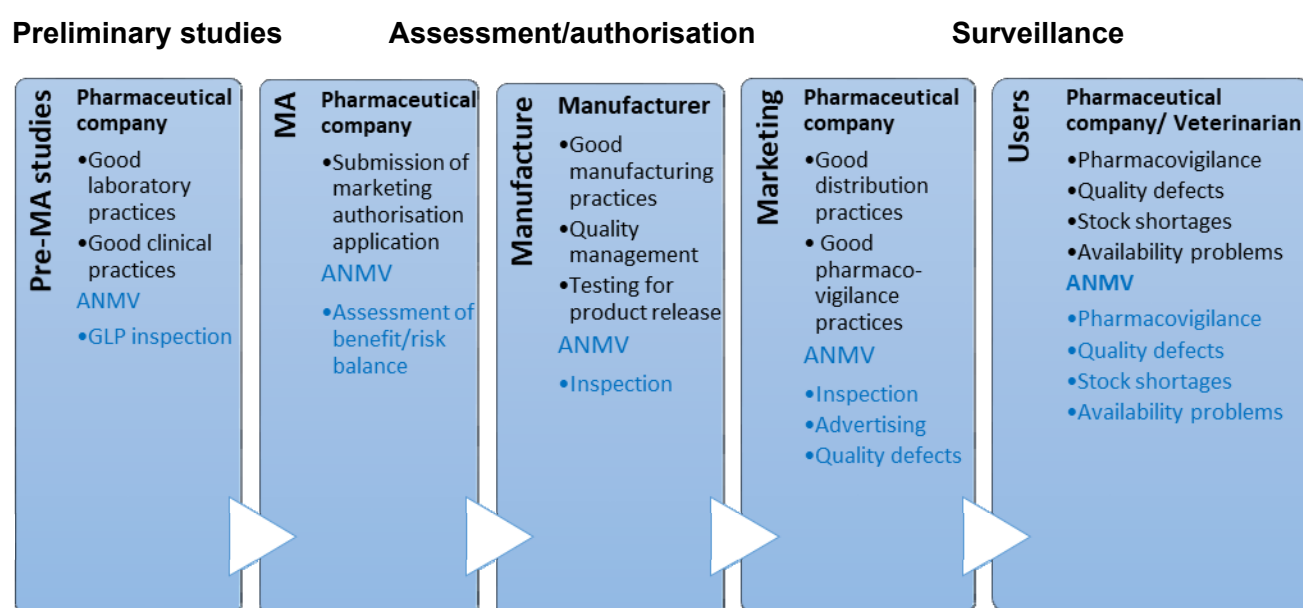 Preliminary studies
Assessment/authorisation
Surveillance
Pre-MA studies
Pharmaceutical
company
•Good
laboratory
practices
•Good clinical
practices
ANMV
•GLP inspection
MA
Pharmaceutical
company
•Submission of
marketing
authorisation
application
ANMV
•Assessment of
benefit/risk
balance
Manufacture
Manufacturer
•Good
manufacturing
practices
•Quality
management
•Testing for
product release
ANMV
•Inspection
Marketing
Pharmaceutical
company
•Good
distribution
practices
• Good
pharmaco-
vigilance
practices
ANMV
•Inspection
•Advertising
•Quality defects
Users
Pharmaceutical
company/ Veterinarian
•Pharmacovigilance
•Quality defects
•Stock shortages
•Availability problems
ANMV
•Pharmacovigilance
•Quality defects
•Stock shortages
•Availability problems